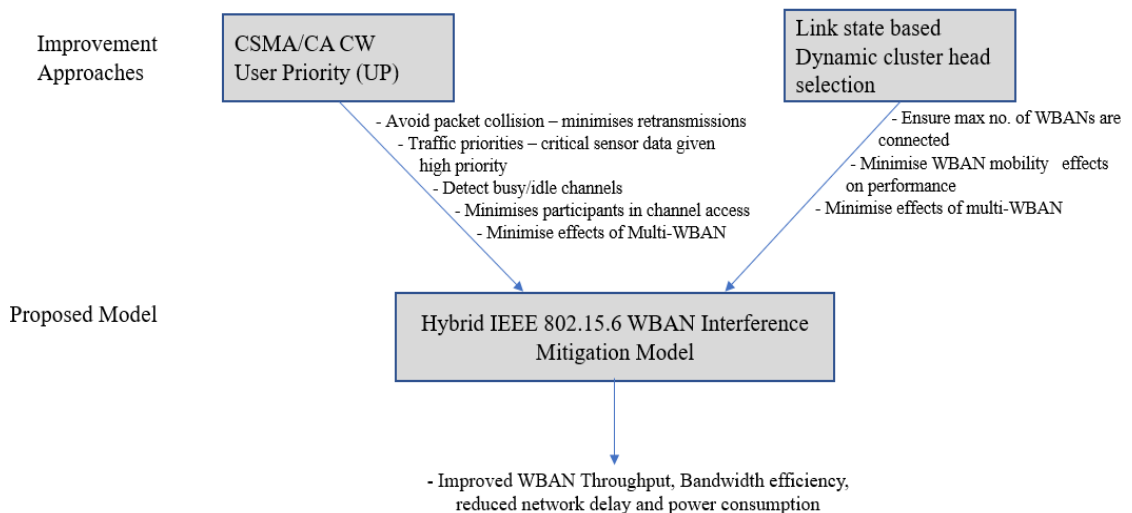 Improvement
Approaches
CSMA/CA CW
User Priority (UP)
Link state based
Dynamic cluster head
selection
- Avoid packet collision – minimises retransmissions
- Traffic priorities – critical sensor data given
high priority
- Detect busy/idle channels
- Minimises participants in channel access
- Minimise effects of Multi-WBAN
- Ensure max no. of WBANs are
connected
- Minimise WBAN mobility effects
on performance
- Minimise effects of multi-WBAN
Proposed Model
Hybrid IEEE 802.15.6 WBAN Interference
Mitigation Model
- Improved WBAN Throughput, Bandwidth efficiency,
reduced network delay and power consumption